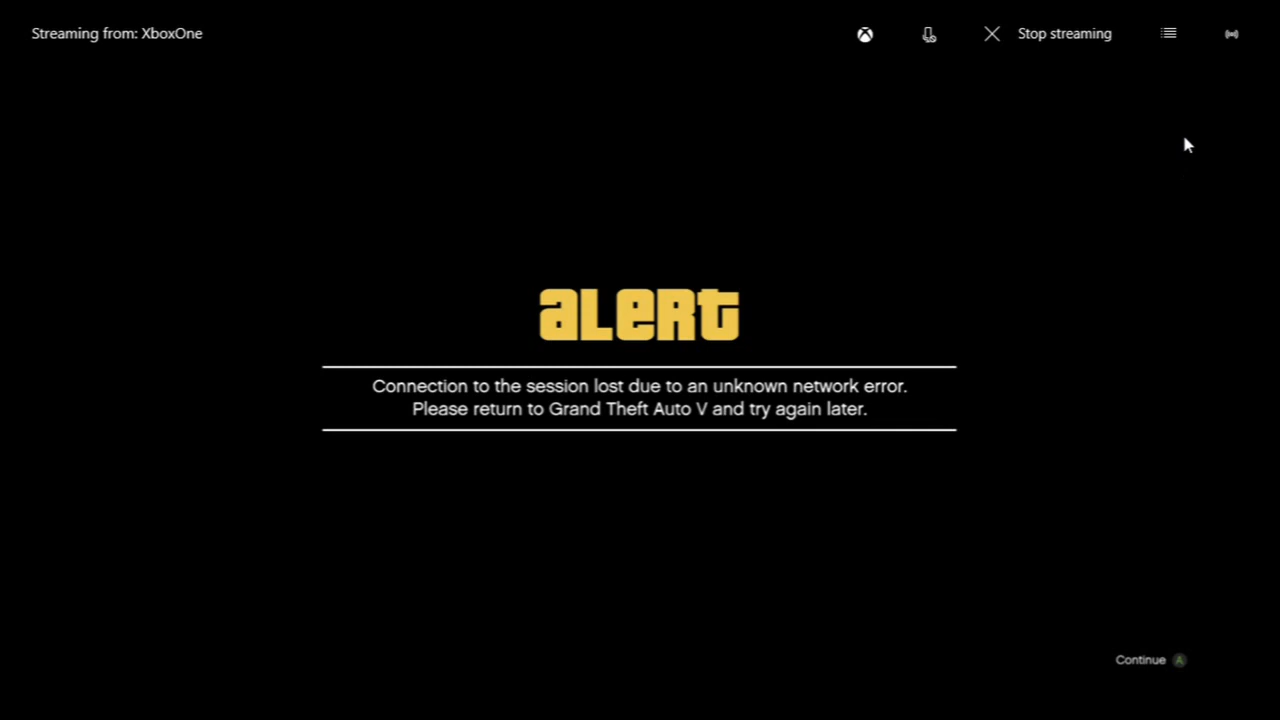 Streaming from: XboxOne
Stop streaming
aLeRt
Connection to the session lost due to an unknown network error.
Please return to Grand Theft Auto V and try again later.
Continue A